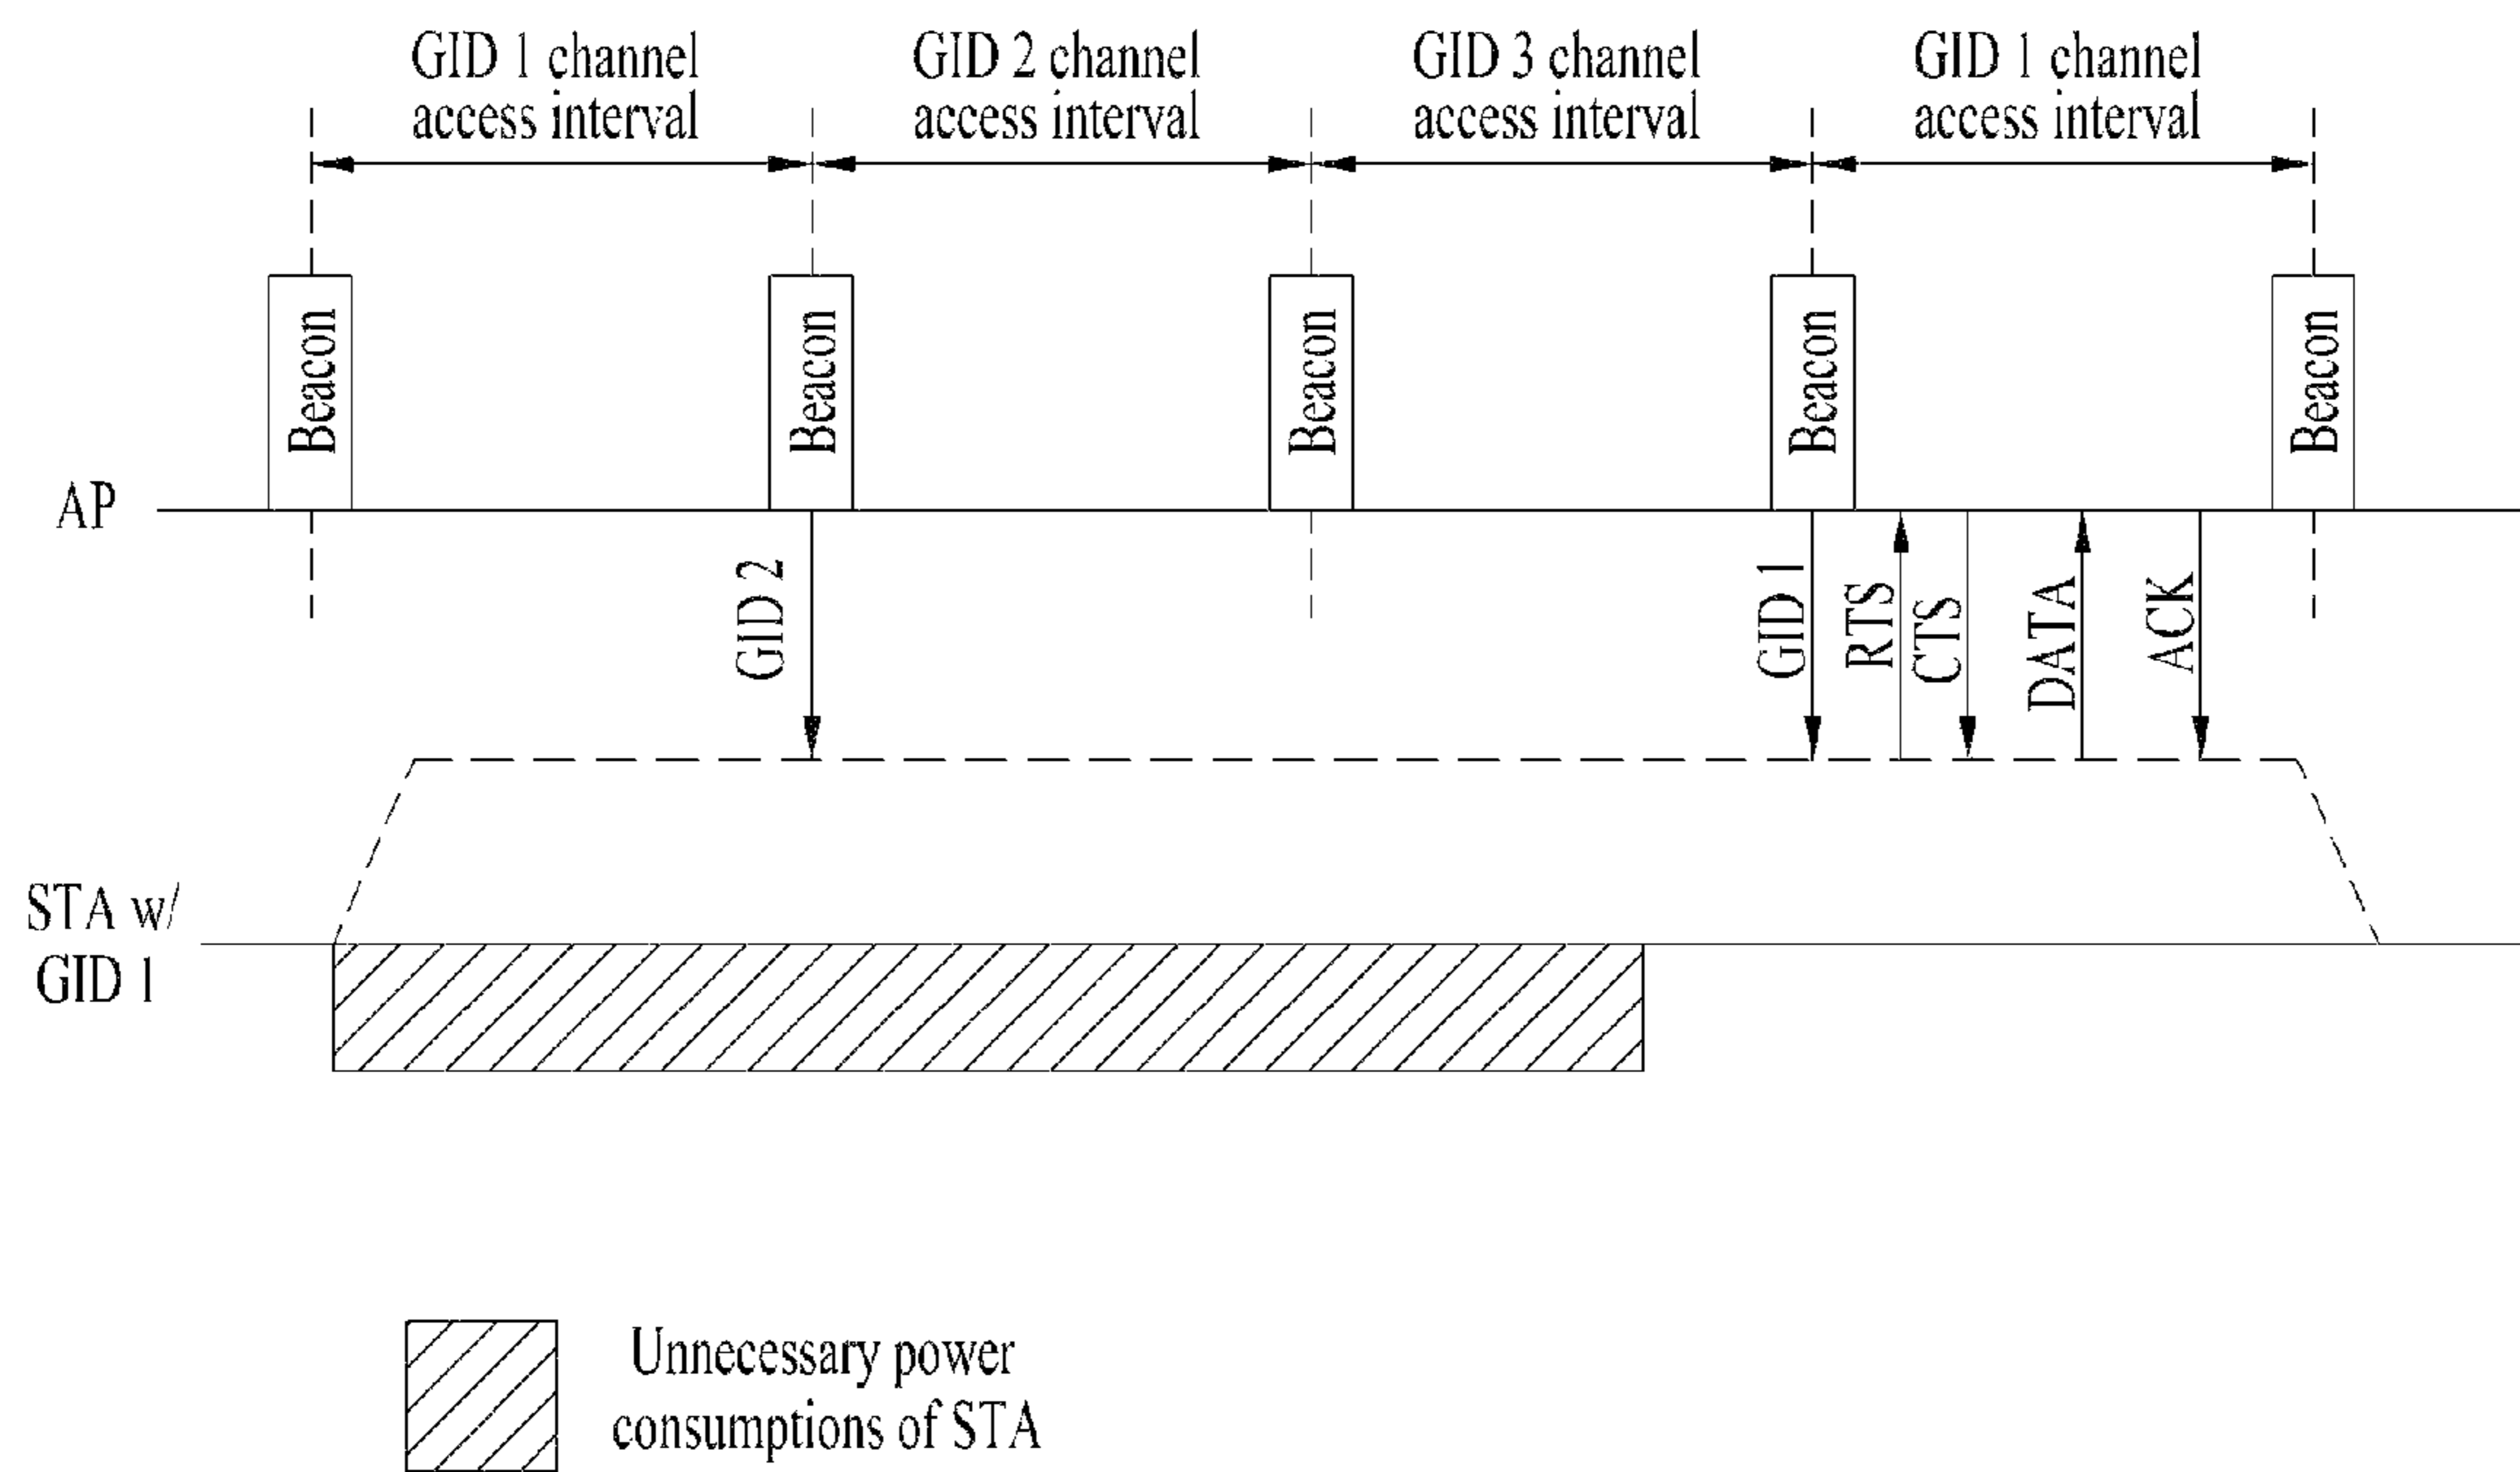 GID 1 channel
access interval
GID 2 channel
access interval
GID 3 channel
access interval
GID 1 channel
access interval
Beacon
Beacon
Beacon
Beacon
Beacon
AP
GID 2
GID 1
RTS
CTS
DATA
ACK
STA w/
GID 1
Unnecessary power
consumptions of STA